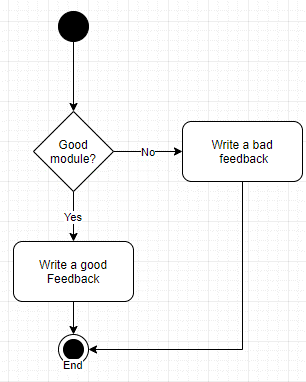 Good
module?
No
Write a bad
feedback
Yes
Write a good
Feedback
End